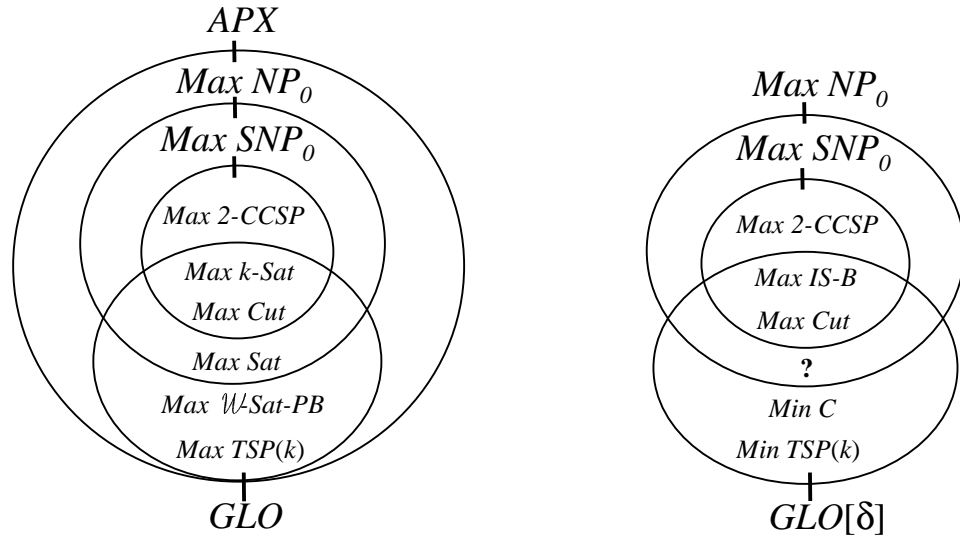 APX
Max NP₀
Max SNP₀
Max 2-CCSP
Max k-Sat
Max Cut
Max Sat
Max W-Sat-PB
Max TSP(k)
GLO
Max NP₀
Max SNP₀
Max 2-CCSP
Max IS-B
Max Cut
?
Min C
Min TSP(k)
GLO[δ]